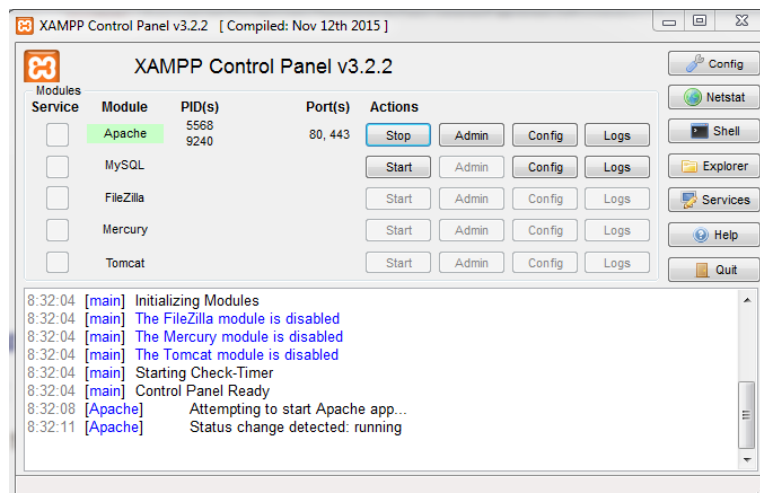 XAMPP Control Panel v3.2.2 [ Compiled: Nov 12th 2015 ]
XAMPP Control Panel v3.2.2
Config
Modules
Service Module PID(s) Port(s) Actions
Netstat
Apache 5568 9240 80, 443 Stop Admin Config Logs
Shell
MySQL Start Admin Config Logs
Explorer
FileZilla Start Admin Config Logs
Services
Mercury Start Admin Config Logs
Help
Tomcat Start Admin Config Logs
Quit
8:32:04 [main] Initializing Modules
8:32:04 [main] The FileZilla module is disabled
8:32:04 [main] The Mercury module is disabled
8:32:04 [main] The Tomcat module is disabled
8:32:04 [main] Starting Check-Timer
8:32:04 [main] Control Panel Ready
8:32:08 [Apache] Attempting to start Apache app...
8:32:11 [Apache] Status change detected: running